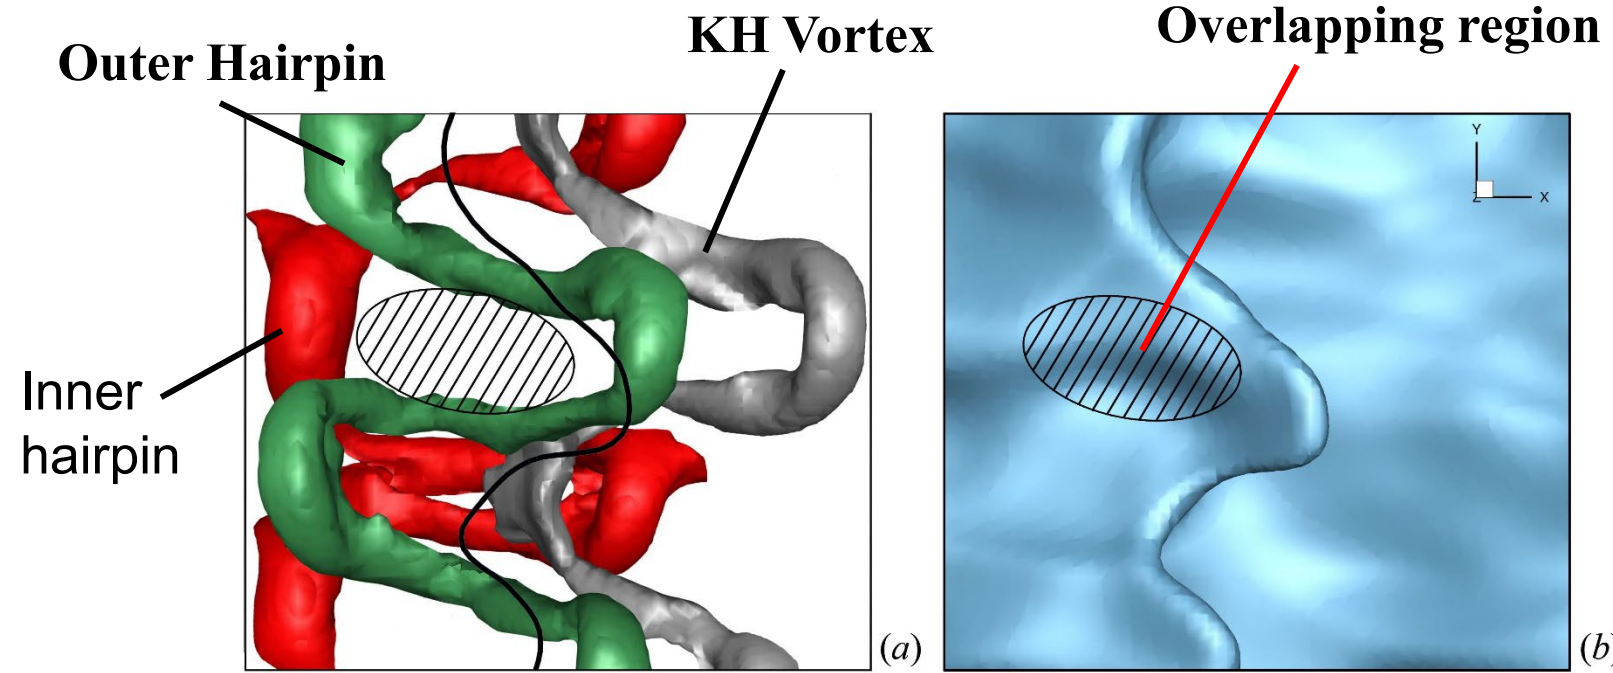 Outer Hairpin
KH Vortex
Overlapping region
Inner
hairpin
Y
Z
X
(a)
(b)